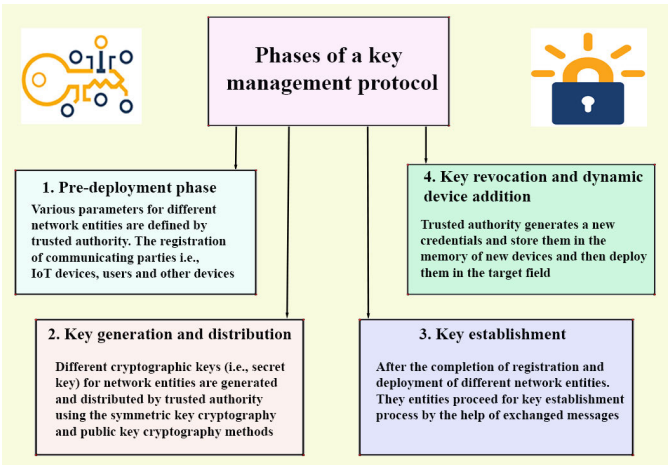 Phases of a key
management protocol
1. Pre-deployment phase
Various parameters for different
network entities are defined by
trusted authority. The registration
of communicating parties i.e.,
IoT devices, users and other devices
2. Key generation and distribution
Different cryptographic keys (i.e., secret
key) for network entities are generated
and distributed by trusted authority
using the symmetric key cryptography
and public key cryptography methods
3. Key establishment
After the completion of registration and
deployment of different network entities.
They entities proceed for key establishment
process by the help of exchanged messages
4. Key revocation and dynamic
device addition
Trusted authority generates a new
credentials and store them in the
memory of new devices and then deploy
them in the target field